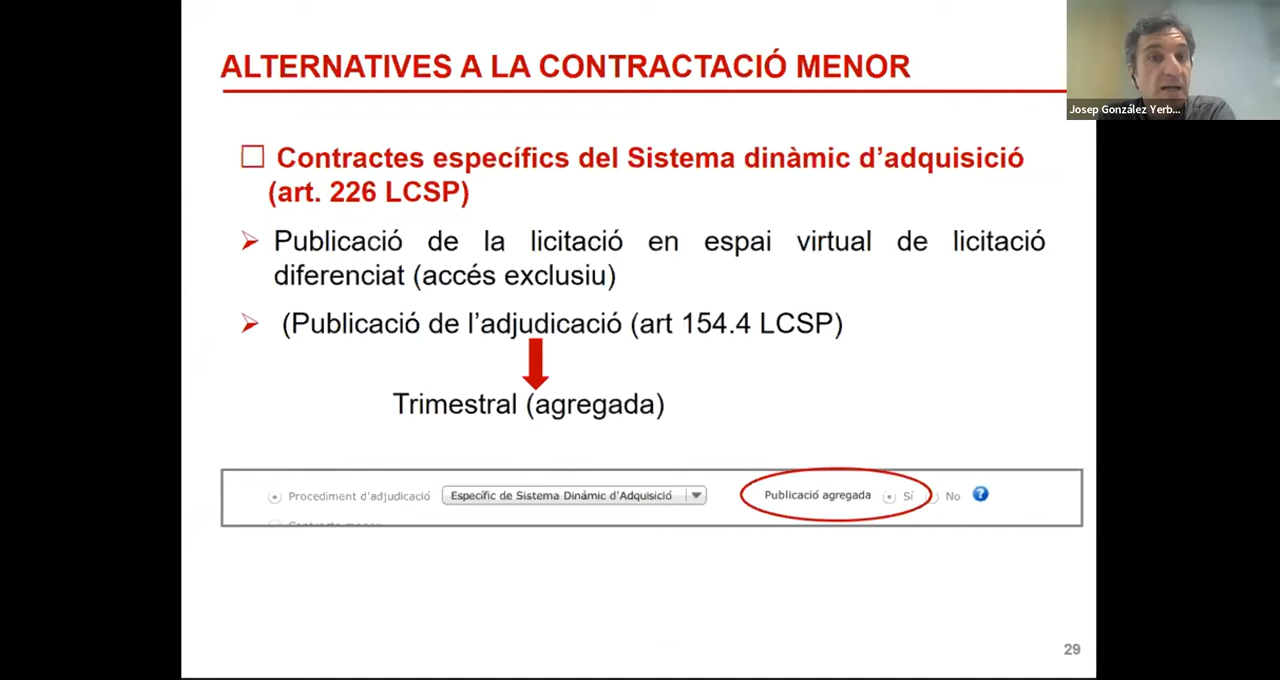 ALTERNATIVES A LA CONTRACTACIÓ MENOR
Josep González Yerb...
Contractes específics del Sistema dinàmic d’adquisició
(art. 226 LCSP)
Publicació de la licitació en espai virtual de licitació
diferenciat (accés exclusiu)
(Publicació de l’adjudicació (art 154.4 LCSP)
Trimestral (agregada)
Procediment d'adjudicació Específic de Sistema Dinàmic d'Adquisició Publicació agregada Sí No ?
29